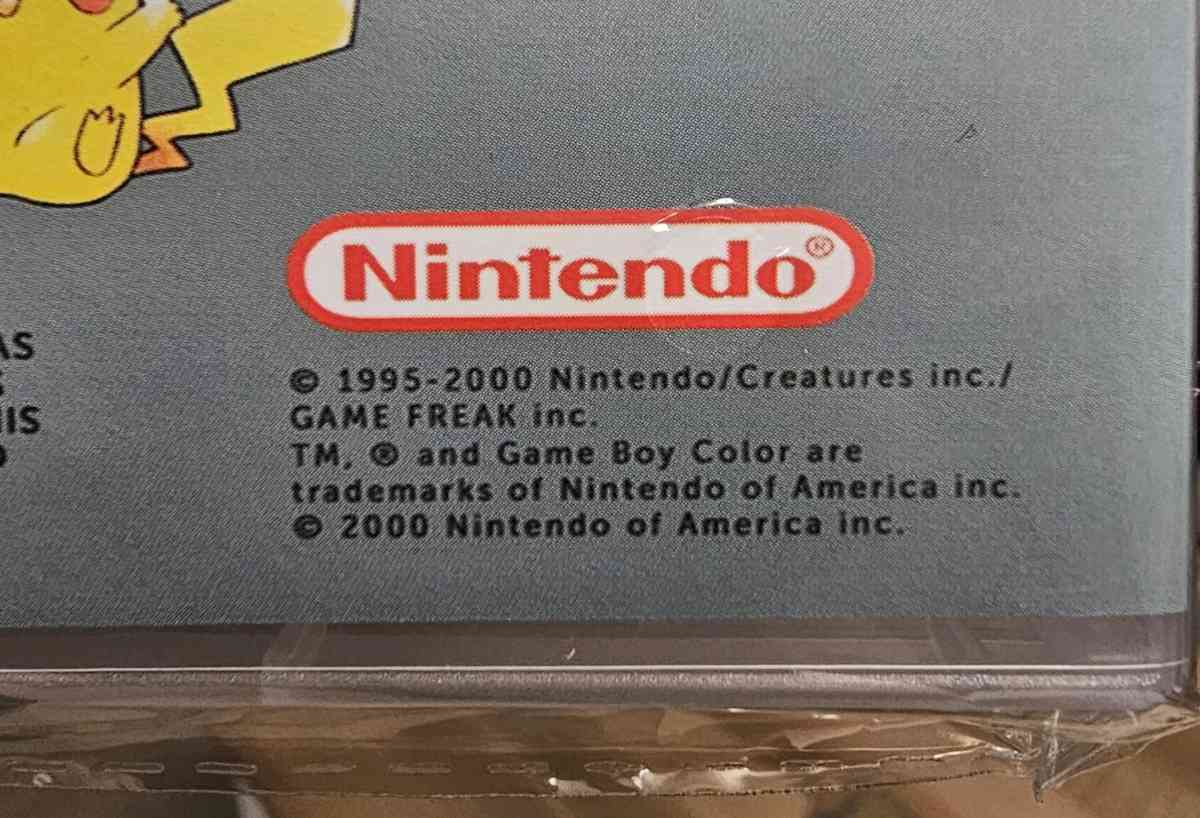 Nintendo®
AS
© 1995-2000 Nintendo/Creatures inc./
GAME FREAK inc.
TM, ® and Game Boy Color are
trademarks of Nintendo of America inc.
© 2000 Nintendo of America inc.